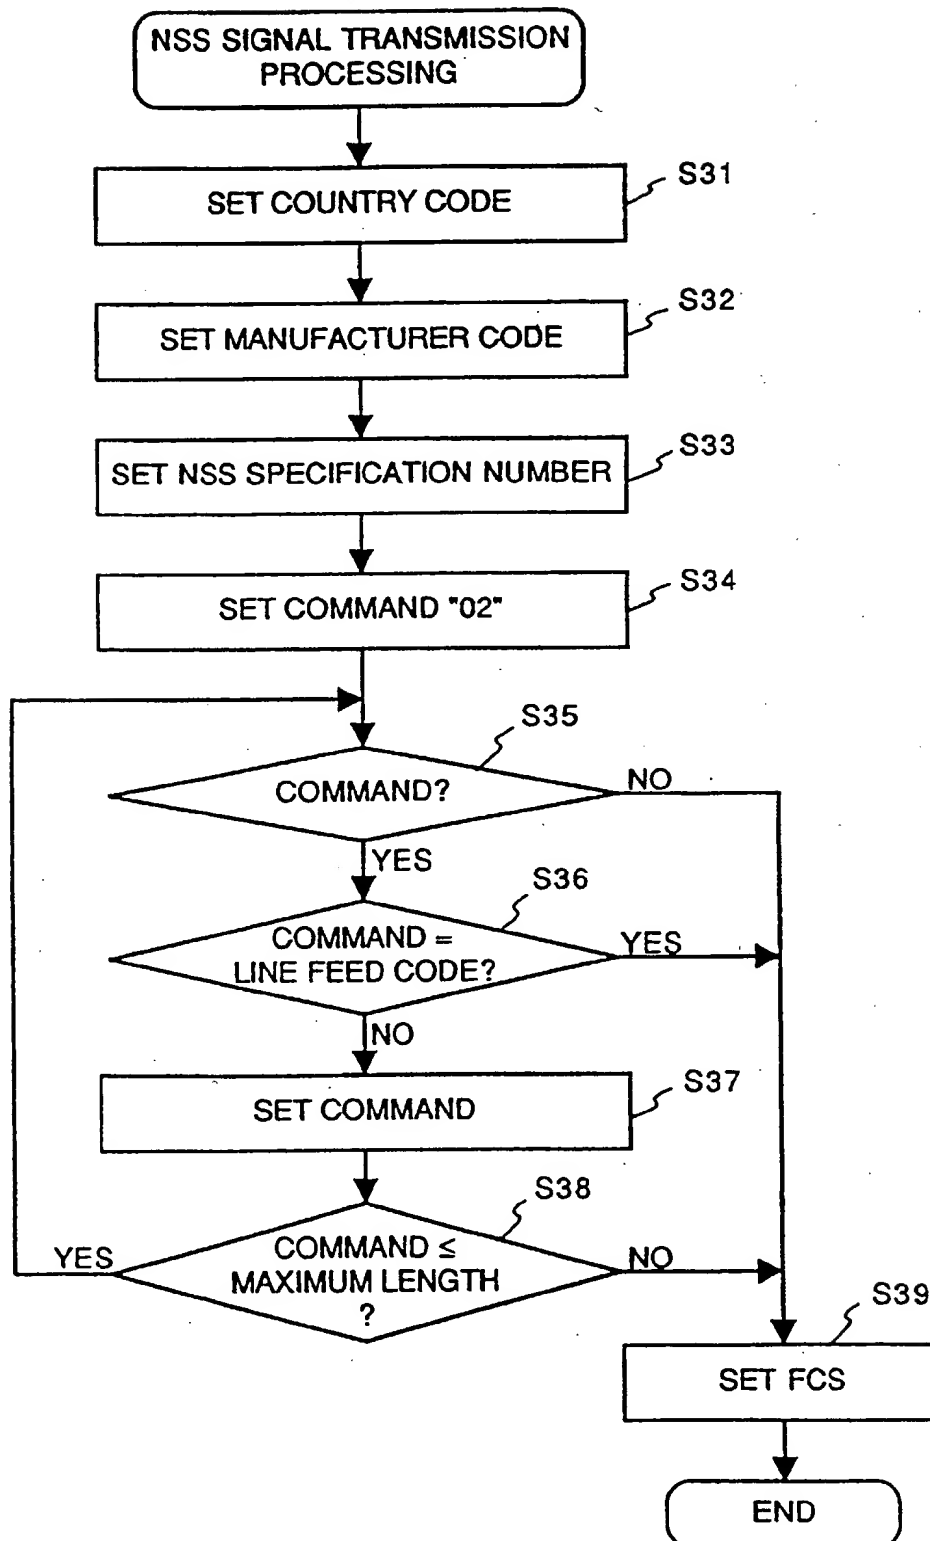 NSS SIGNAL TRANSMISSION
PROCESSING
S31
SET COUNTRY CODE
S32
SET MANUFACTURER CODE
S33
SET NSS SPECIFICATION NUMBER
S34
SET COMMAND "02"
S35
COMMAND?
NO
YES
S36
COMMAND =
LINE FEED CODE?
YES
NO
S37
SET COMMAND
S38
COMMAND ≤
MAXIMUM LENGTH
?
YES
NO
S39
SET FCS
END